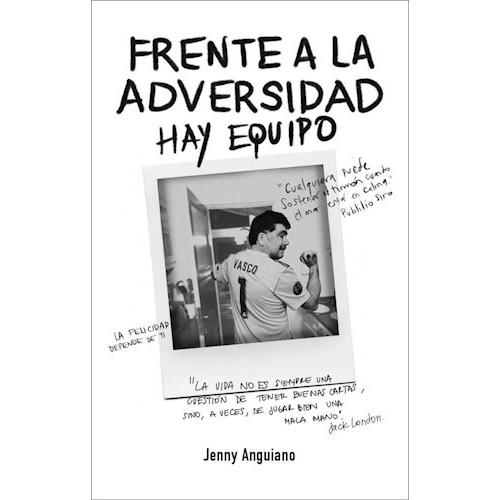 FRENTE A LA
ADVERSIDAD
HAY EQUIPO
"Cualquiera puede
Sostener el timón cuando
el mar está en calma."
Publilio Siro
VASCO
1
LA FELICIDAD
DEPENDE DE TI
"LA VIDA NO ES SIEMPRE UNA
CUESTIÓN DE TENER BUENAS CARTAS,
SINO, A VECES, DE JUGAR BIEN UNA
MALA MANO".
Jack London.
Jenny Anguiano